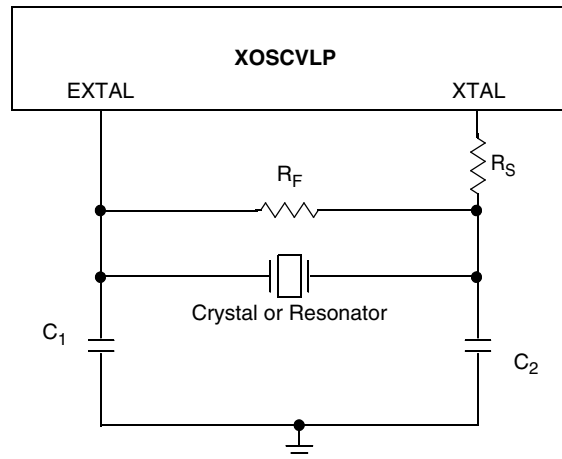 XOSCVLP
EXTAL XTAL
R_S
R_F
Crystal or Resonator
C_1
C_2